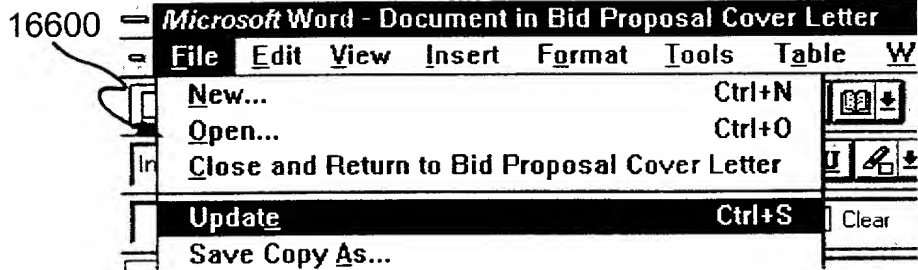 16600
Microsoft Word - Document in Bid Proposal Cover Letter
File Edit View Insert Format Tools Table W
New... Ctrl+N
Open... Ctrl+O
In Close and Return to Bid Proposal Cover Letter U
Update Ctrl+S Clear
Save Copy As...